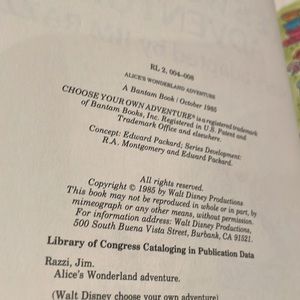 RL 2, 004–008
ALICE'S WONDERLAND ADVENTURE
A Bantam Book / October 1985
CHOOSE YOUR OWN ADVENTURE® is a registered trademark
of Bantam Books, Inc. Registered in U.S. Patent and
Trademark Office and elsewhere.
Concept: Edward Packard; Series Development:
R.A. Montgomery and Edward Packard.
All rights reserved.
Copyright © 1985 by Walt Disney Productions
This book may not be reproduced in whole or in part, by
mimeograph or any other means, without permission.
For information address: Walt Disney Productions,
500 South Buena Vista Street, Burbank, CA 91521.
Library of Congress Cataloging in Publication Data
Razzi, Jim.
Alice's Wonderland adventure.
(Walt Disney choose your own adventure)